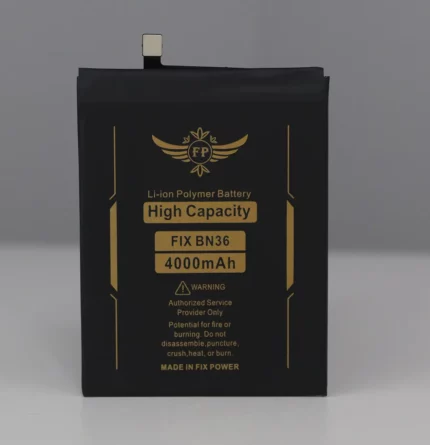 FP
Li-ion Polymer Battery
High Capacity
FIX BN36
4000mAh
WARNING
Authorized Service
Provider Only
Potential for fire or
burning. Do not
disassemble,puncture,
crush,heat, or burn.
MADE IN FIX POWER